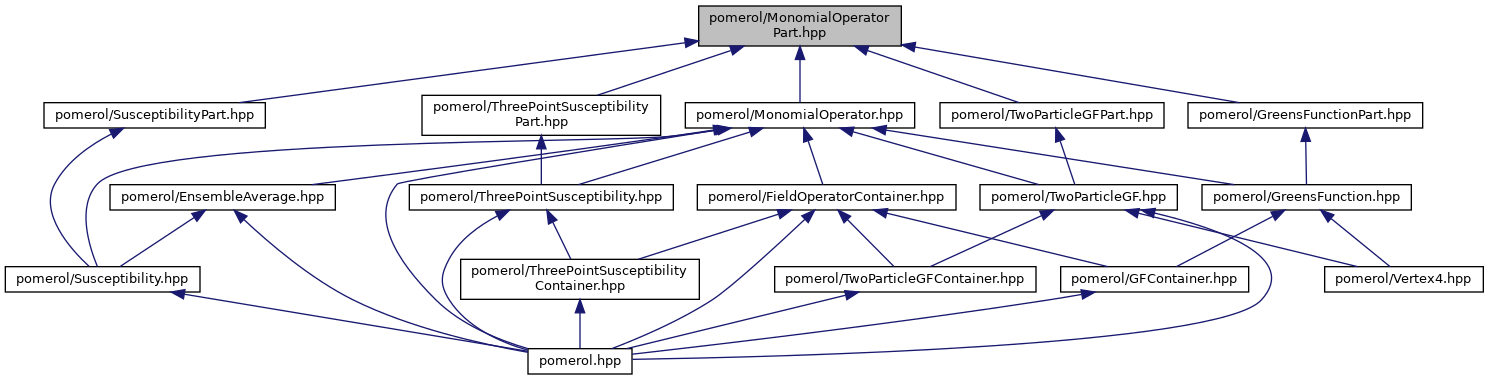 pomerol/MonomialOperator
Part.hpp
pomerol/SusceptibilityPart.hpp
pomerol/ThreePointSusceptibility
Part.hpp
pomerol/MonomialOperator.hpp
pomerol/TwoParticleGFPart.hpp
pomerol/GreensFunctionPart.hpp
pomerol/EnsembleAverage.hpp
pomerol/ThreePointSusceptibility.hpp
pomerol/FieldOperatorContainer.hpp
pomerol/TwoParticleGF.hpp
pomerol/GreensFunction.hpp
pomerol/Susceptibility.hpp
pomerol/ThreePointSusceptibility
Container.hpp
pomerol/TwoParticleGFContainer.hpp
pomerol/GFContainer.hpp
pomerol/Vertex4.hpp
pomerol.hpp